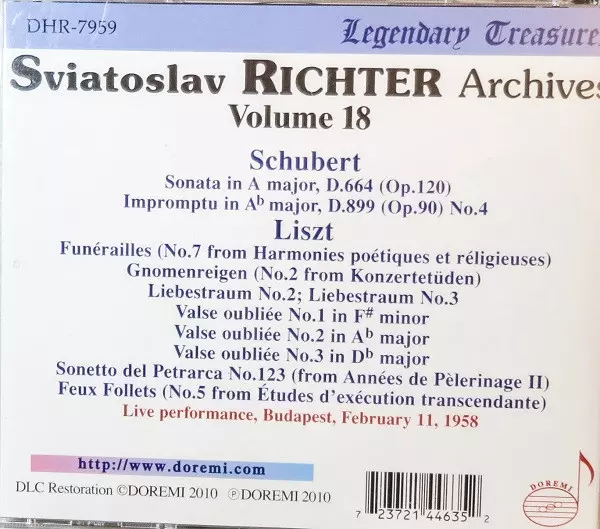 DHR-7959
Legendary Treasures
Sviatoslav RICHTER Archives
Volume 18
Schubert
Sonata in A major, D.664 (Op.120)
Impromptu in A♭ major, D.899 (Op.90) No.4
Liszt
Funérailles (No.7 from Harmonies poétiques et réligieuses)
Gnomenreigen (No.2 from Konzertetüden)
Liebestraum No.2; Liebestraum No.3
Valse oubliée No.1 in F# minor
Valse oubliée No.2 in A♭ major
Valse oubliée No.3 in D♭ major
Sonetto del Petrarca No.123 (from Années de Pèlerinage II)
Feux Follets (No.5 from Études d'exécution transcendante)
Live performance, Budapest, February 11, 1958
http://www.doremi.com
DLC Restoration ©DOREMI 2010 ℗DOREMI 2010
7 23721 44635 2
DOREMI